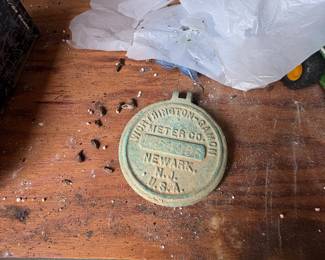 WORTHINGTON-GAMON
METER CO.
NEWARK,
N.J.
U.S.A.